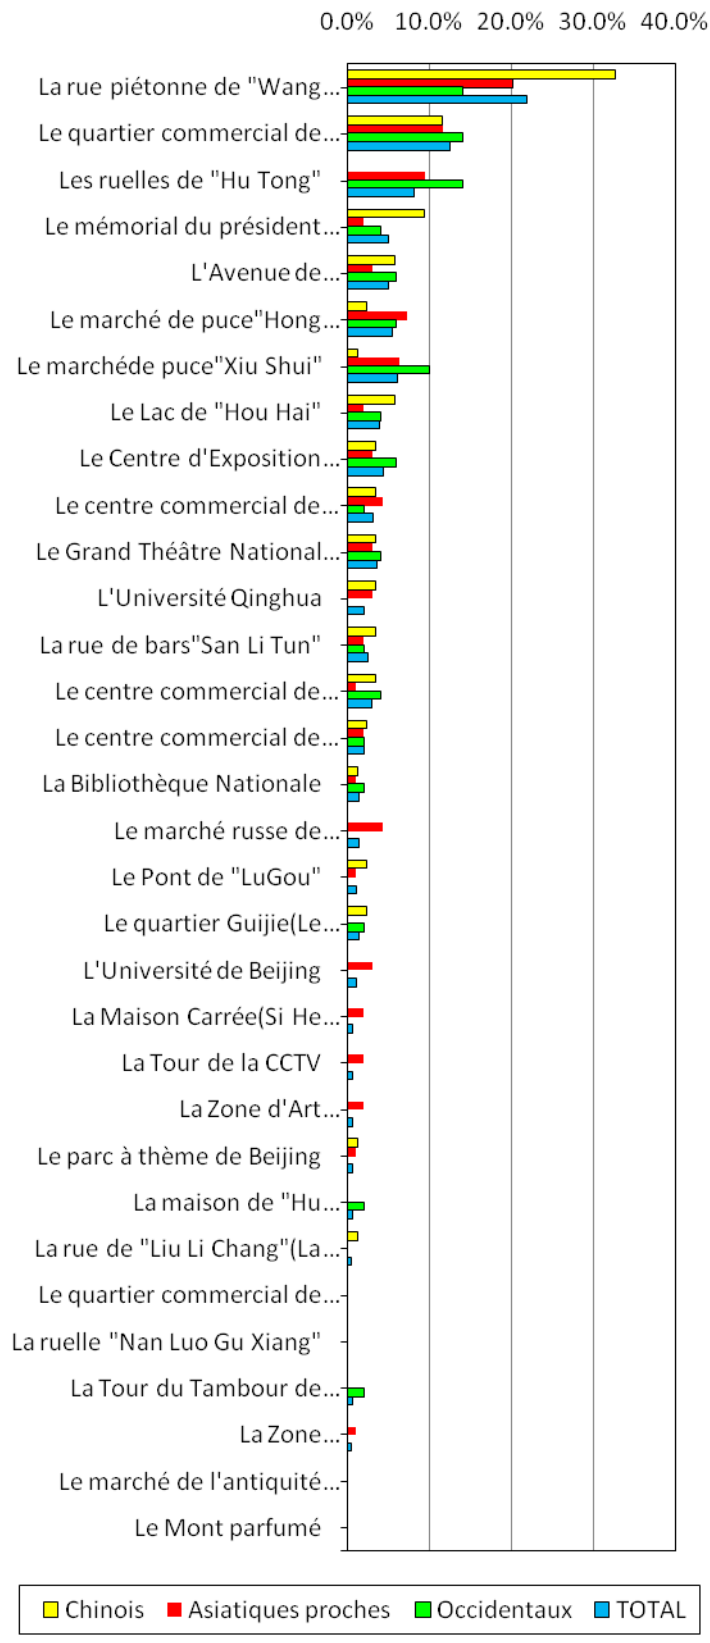 0.0% 10.0% 20.0% 30.0% 40.0%
La rue piétonne de "Wang...
Le quartier commercial de...
Les ruelles de "Hu Tong"
Le mémorial du président...
L'Avenue de...
Le marché de puce"Hong...
Le marchéde puce"Xiu Shui"
Le Lac de "Hou Hai"
Le Centre d'Exposition...
Le centre commercial de...
Le Grand Théâtre National...
L'Université Qinghua
La rue de bars"San Li Tun"
Le centre commercial de...
Le centre commercial de...
La Bibliothèque Nationale
Le marché russe de...
Le Pont de "LuGou"
Le quartier Guijie(Le...
L'Université de Beijing
La Maison Carrée(Si He...
La Tour de la CCTV
La Zone d'Art...
Le parc à thème de Beijing
La maison de "Hu...
La rue de "Liu Li Chang"(La...
Le quartier commercial de...
La ruelle "Nan Luo Gu Xiang"
La Tour du Tambour de...
La Zone...
Le marché de l'antiquité...
Le Mont parfumé
Chinois Asiatiques proches Occidentaux TOTAL